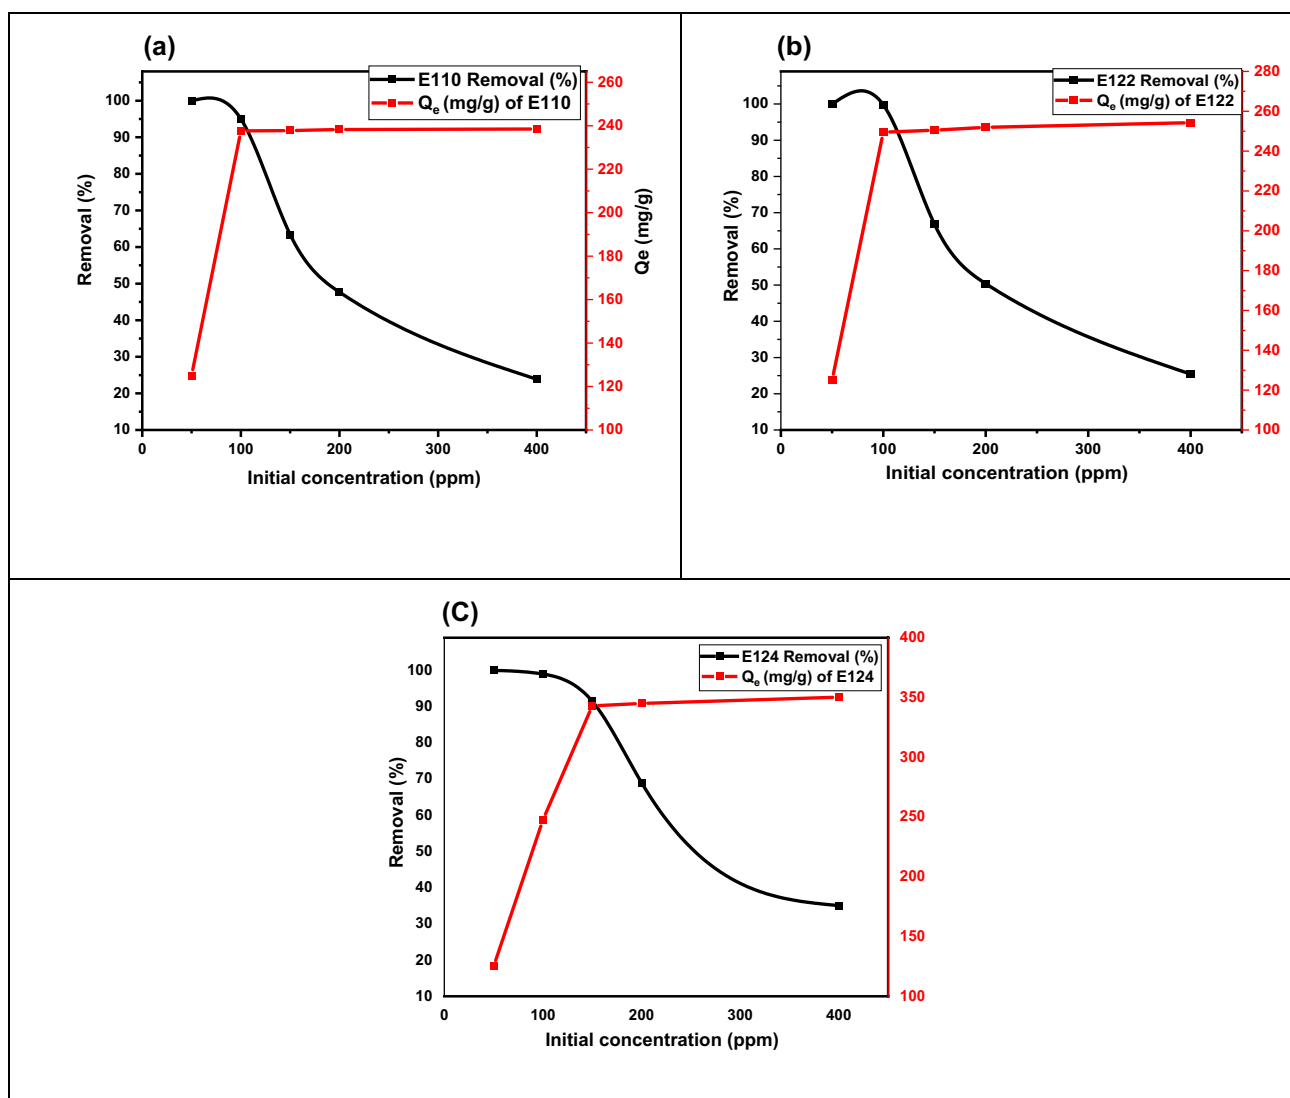 (a)
E110 Removal (%)
Qe (mg/g) of E110
100
90
80
70
60
50
40
30
20
10
Removal (%)
260
240
220
200
180
160
140
120
100
Qe (mg/g)
0 100 200 300 400
Initial concentration (ppm)
(b)
E122 Removal (%)
Qe (mg/g) of E122
100
90
80
70
60
50
40
30
20
10
Removal (%)
280
260
240
220
200
180
160
140
120
100
0 100 200 300 400
Initial concentration (ppm)
(C)
E124 Removal (%)
Qe (mg/g) of E124
100
90
80
70
60
50
40
30
20
10
Removal (%)
400
350
300
250
200
150
100
0 100 200 300 400
Initial concentration (ppm)